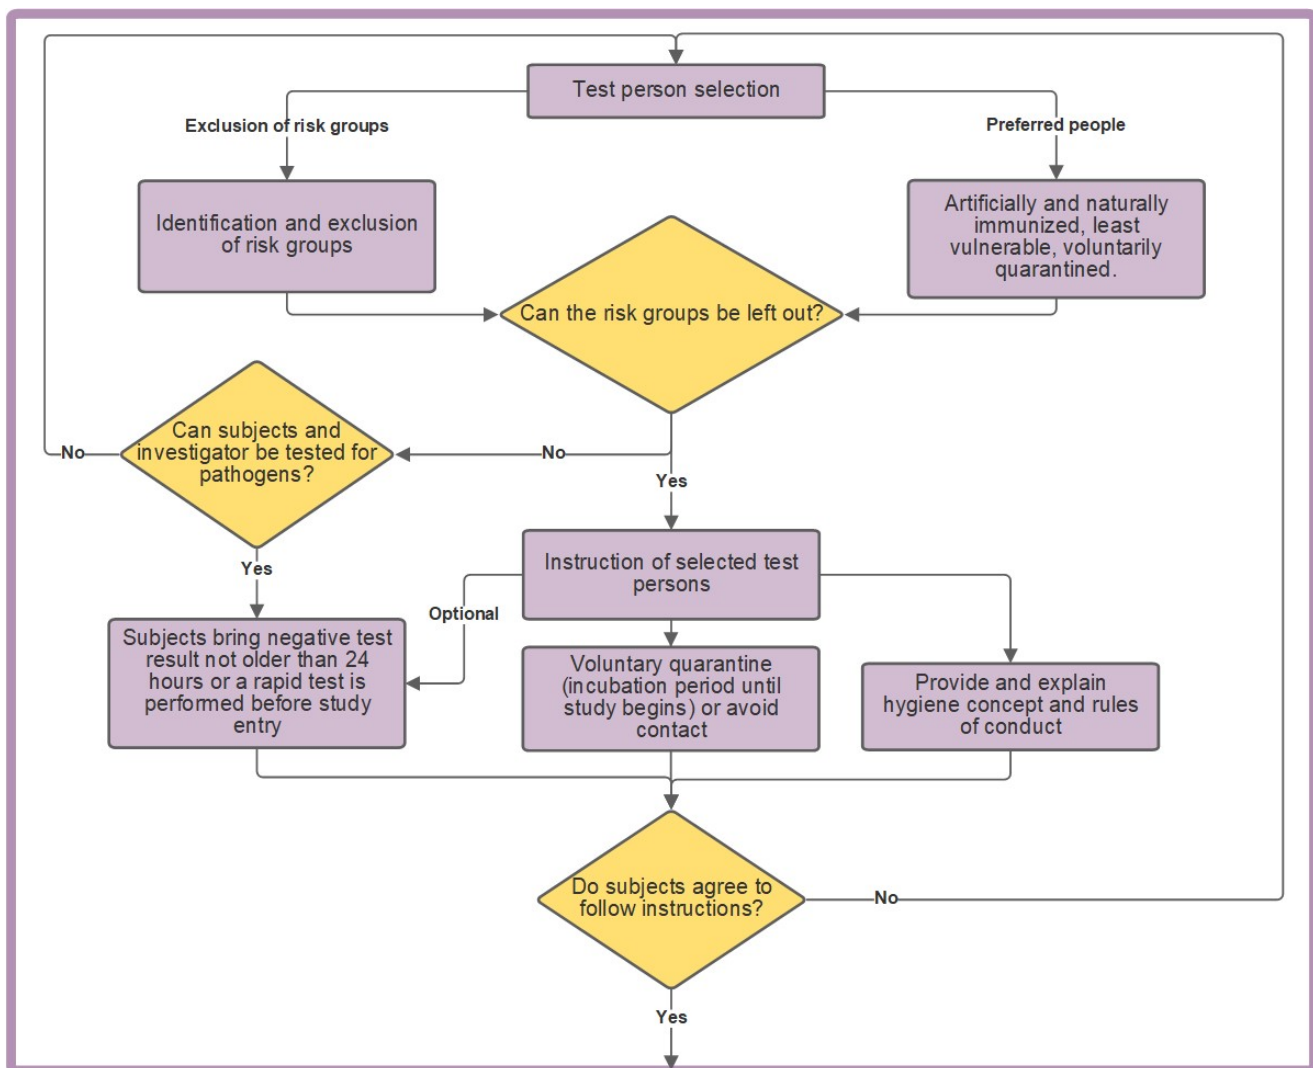 Test person selection
Exclusion of risk groups
Preferred people
Identification and exclusion
of risk groups
Artificially and naturally
immunized, least
vulnerable, voluntarily
quarantined.
Can the risk groups be left out?
Can subjects and
investigator be tested for
pathogens?
No
No
Yes
Yes
Instruction of selected test
persons
Optional
Subjects bring negative test
result not older than 24
hours or a rapid test is
performed before study
entry
Voluntary quarantine
(incubation period until
study begins) or avoid
contact
Provide and explain
hygiene concept and rules
of conduct
Do subjects agree to
follow instructions?
No
Yes